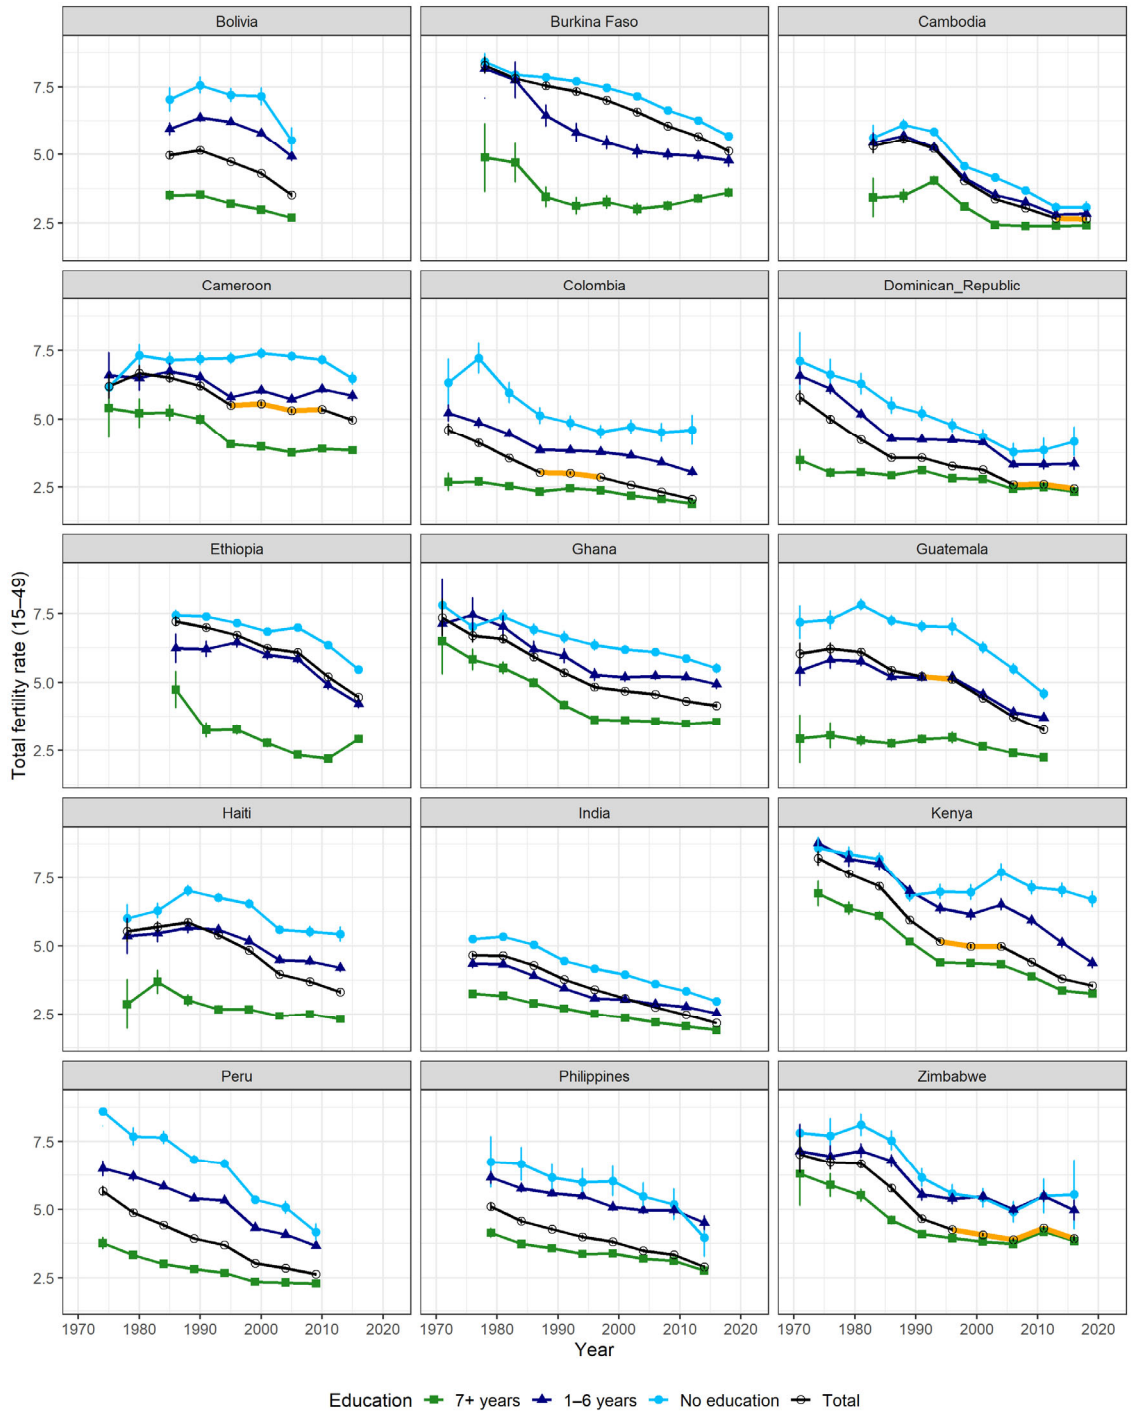 Bolivia
Burkina Faso
Cambodia
7.5
5.0
2.5
Cameroon
Colombia
Dominican_Republic
7.5
5.0
2.5
Ethiopia
Ghana
Guatemala
7.5
5.0
2.5
Total fertility rate (15–49)
Haiti
India
Kenya
7.5
5.0
2.5
Peru
Philippines
Zimbabwe
7.5
5.0
2.5
1970 1980 1990 2000 2010 2020 1970 1980 1990 2000 2010 2020 1970 1980 1990 2000 2010 2020
Year
Education 7+ years 1–6 years No education Total